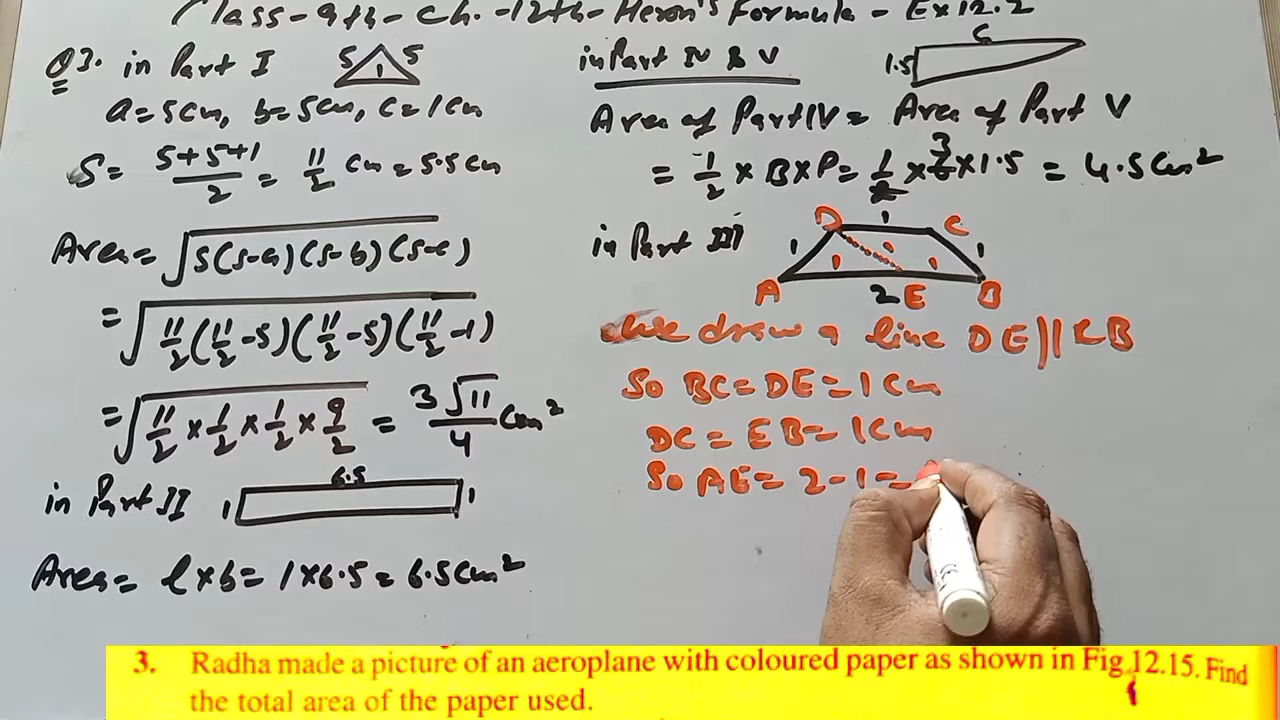 Class-9th-Ch.-12th-Heron's Formula-Ex12.2
Q3. in Part I
5 5
1
a=5cm, b=5cm, c=1cm
S= 5+5+1/2 = 11/2 cm=5.5cm
Area=√s(s-a)(s-b)(s-c)
=√11/2(11/2-5)(11/2-5)(11/2-1)
=√11/2×1/2×1/2×9/2 = 3√11/4 cm²
in Part II
6.5
1 1
Area= l×b=1×6.5=6.5cm²
in Part IV & V
6
1.5
Area of Part IV = Area of Part V
= 1/2 × B×P= 1/2 ×6×1.5 = 4.5cm²
3
in Part III
D 1 C
1 1 1 1 1
A 2 E B
we draw a line DE||CB
So BC=DE=1cm
DC=EB=1cm
So AE= 2-1=
3. Radha made a picture of an aeroplane with coloured paper as shown in Fig 12.15. Find
the total area of the paper used.